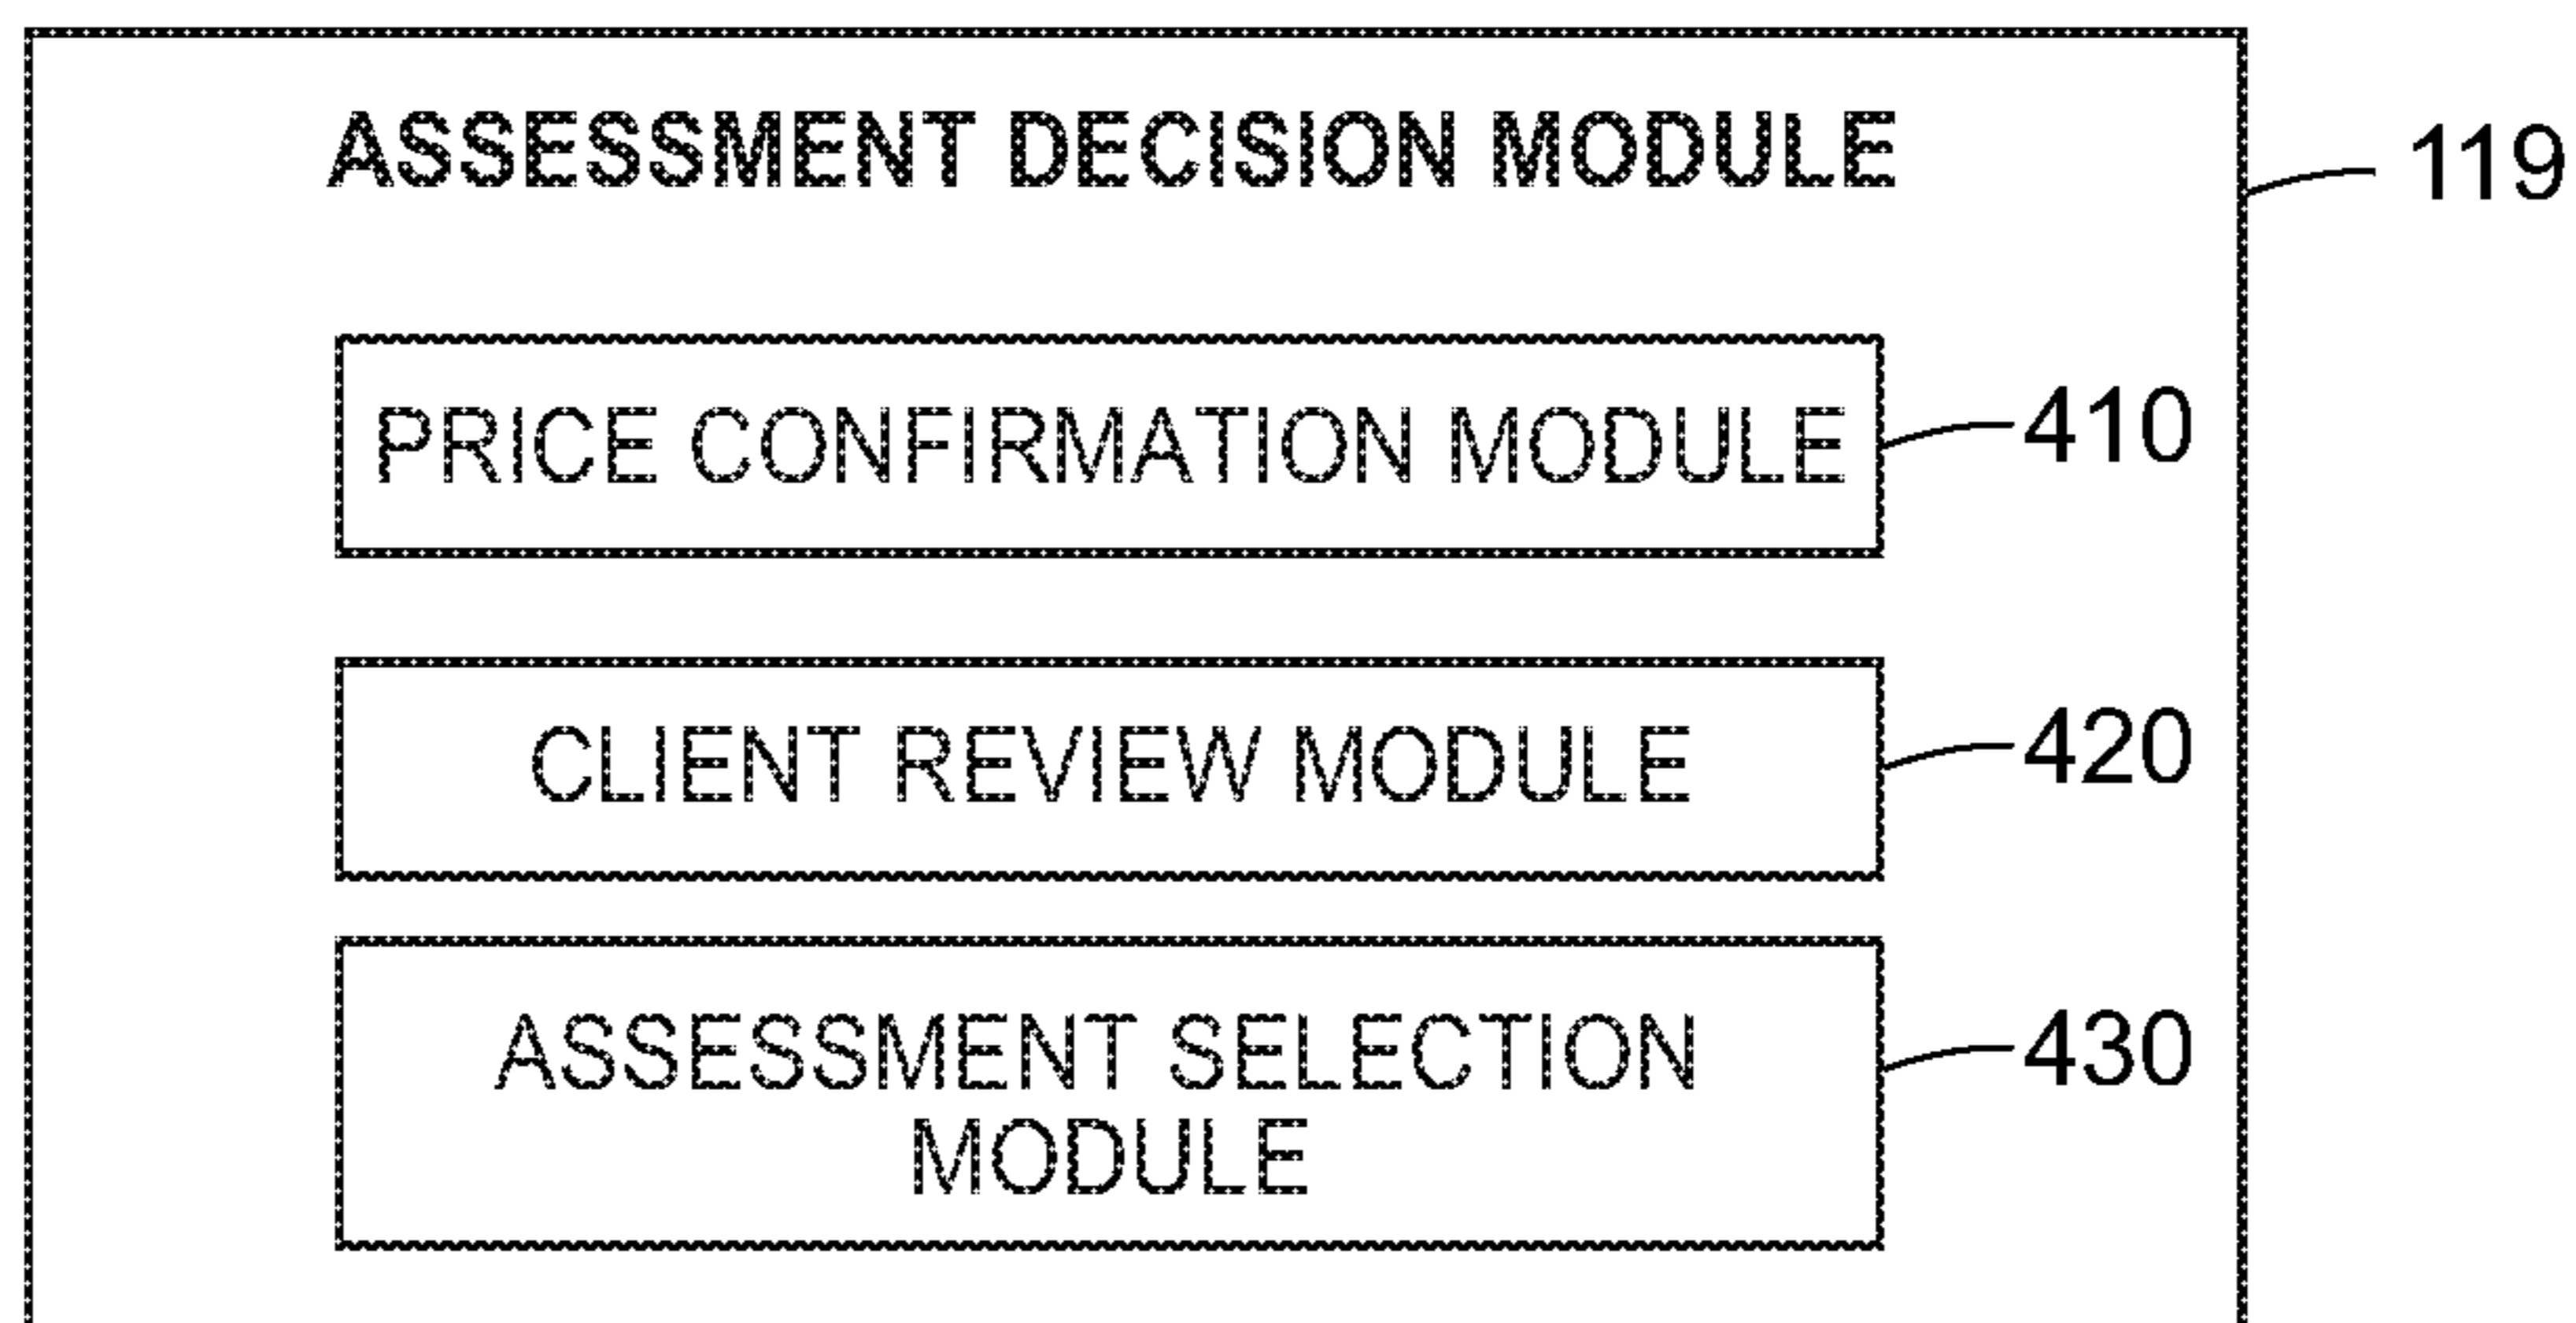 ASSESSMENT DECISION MODULE
119
PRICE CONFIRMATION MODULE
410
CLIENT REVIEW MODULE
420
ASSESSMENT SELECTION
MODULE
430